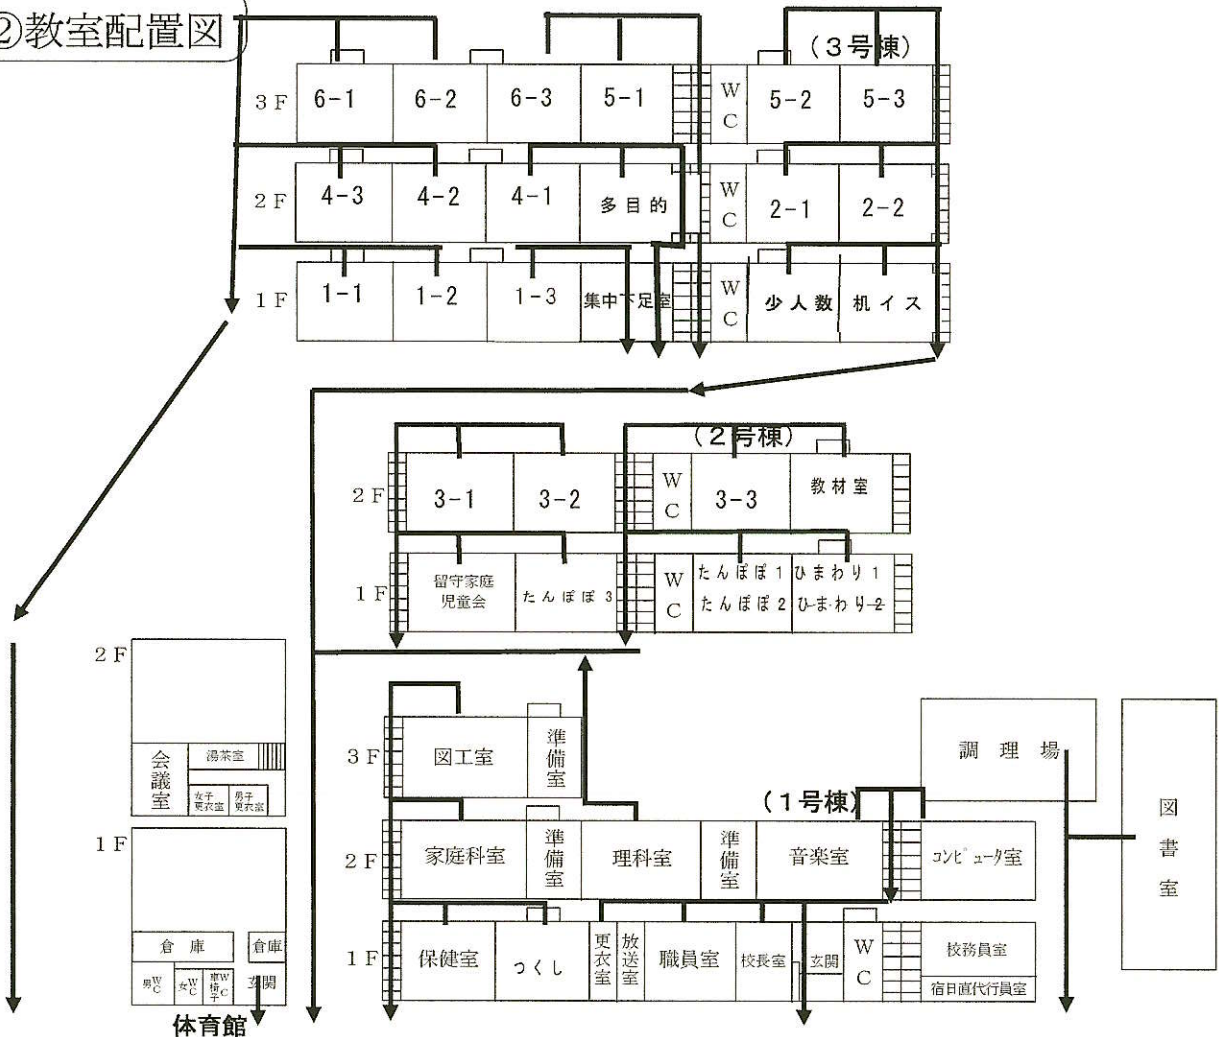 ②教室配置図
(3号棟)
3F 6-1 6-2 6-3 5-1 WC 5-2 5-3
2F 4-3 4-2 4-1 多目的 WC 2-1 2-2
1F 1-1 1-2 1-3 集中下足室 WC 少人数 机イス
(2号棟)
2F 3-1 3-2 WC 3-3 教材室
1F 留守家庭児童会 たんぽぽ3 WC たんぽぽ1 ひまわり1
たんぽぽ2 ひまわり2
2F
会議室 湯茶室
女子更衣室 男子更衣室
1F
倉庫 倉庫
男WC 女WC 車椅子WC 玄関
体育館
3F 図工室 準備室
(1号棟)
2F 家庭科室 準備室 理科室 準備室 音楽室 コンピュータ室
1F 保健室 つくし 更衣室 放送室 職員室 校長室 玄関 WC 校務員室
宿日直代行員室
調理場
図書室